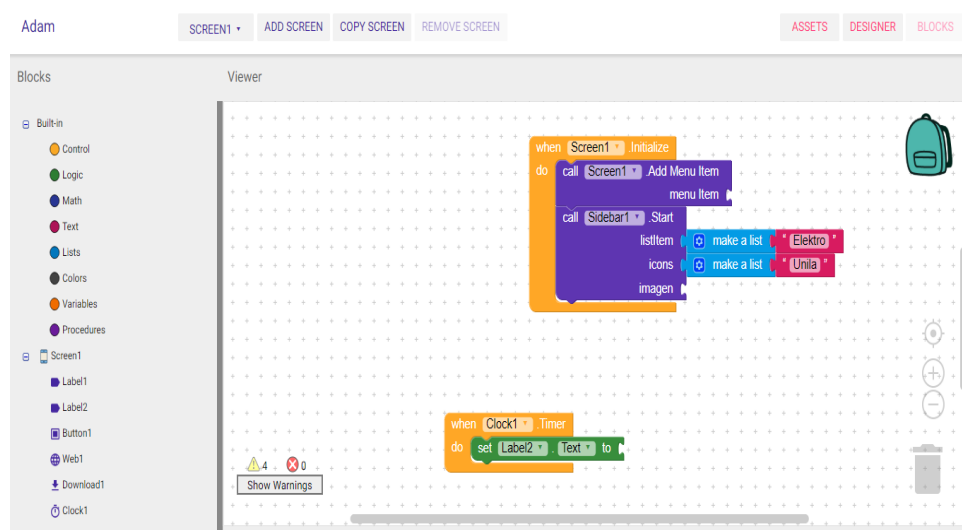 Adam
SCREEN1 ▾ ADD SCREEN COPY SCREEN REMOVE SCREEN
ASSETS DESIGNER BLOCKS
Blocks
Viewer
Built-in
Control
Logic
Math
Text
Lists
Colors
Variables
Procedures
Screen1
Label1
Label2
Button1
Web1
Download1
Clock1
when Screen1 ▾ .Initialize
do call Screen1 ▾ .Add Menu Item
menu Item
call Sidebar1 ▾ .Start
listItem make a list " Elektro "
icons make a list " Unila "
imagen
when Clock1 ▾ .Timer
do set Label2 ▾ . Text ▾ to
4 0
Show Warnings